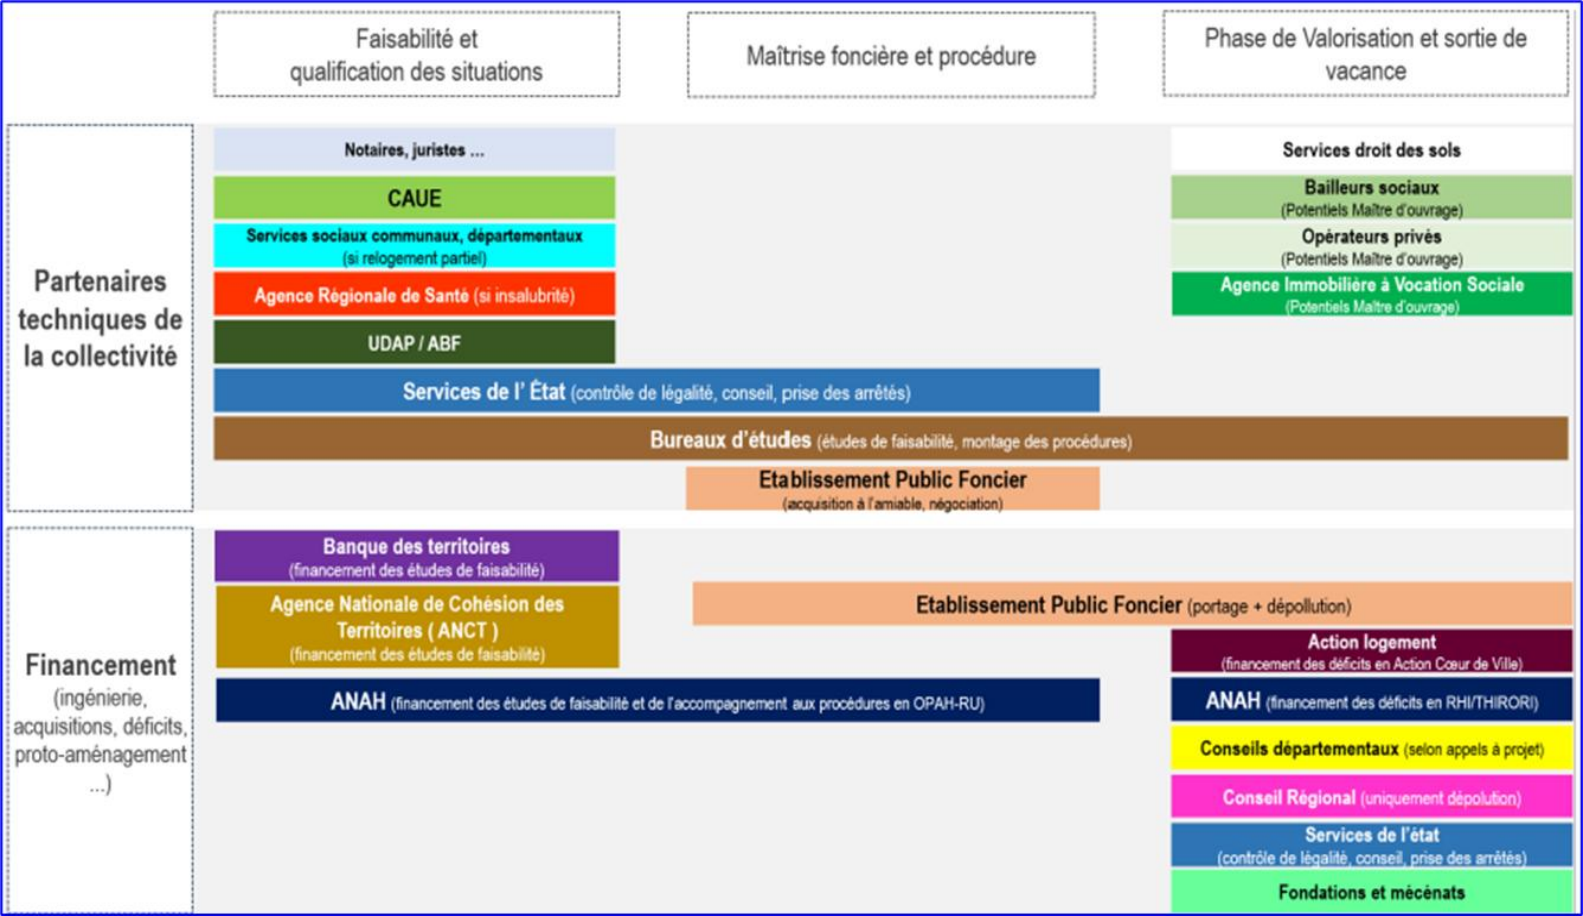 Faisabilité et
qualification des situations
Maîtrise foncière et procédure
Phase de Valorisation et sortie de
vacance
Partenaires
techniques de
la collectivité
Notaires, juristes ...
CAUE
Services sociaux communaux, départementaux
(si relogement partiel)
Agence Régionale de Santé (si insalubrité)
UDAP / ABF
Services de l' État (contrôle de légalité, conseil, prise des arrêtés)
Bureaux d'études (études de faisabilité, montage des procédures)
Etablissement Public Foncier
(acquisition à l'amiable, négociation)
Services droit des sols
Bailleurs sociaux
(Potentiels Maître d'ouvrage)
Opérateurs privés
(Potentiels Maître d'ouvrage)
Agence Immobilière à Vocation Sociale
(Potentiels Maître d'ouvrage)
Financement
(ingénierie,
acquisitions, déficits,
proto-aménagement
...)
Banque des territoires
(financement des études de faisabilité)
Agence Nationale de Cohésion des
Territoires ( ANCT )
(financement des études de faisabilité)
ANAH (financement des études de faisabilité et de l'accompagnement aux procédures en OPAH-RU)
Etablissement Public Foncier (portage + dépollution)
Action logement
(financement des déficits en Action Cœur de Ville)
ANAH (financement des déficits en RHI/THIRORI)
Conseils départementaux (selon appels à projet)
Conseil Régional (uniquement dépolution)
Services de l'état
(contrôle de légalité, conseil, prise des arrêtés)
Fondations et mécénats